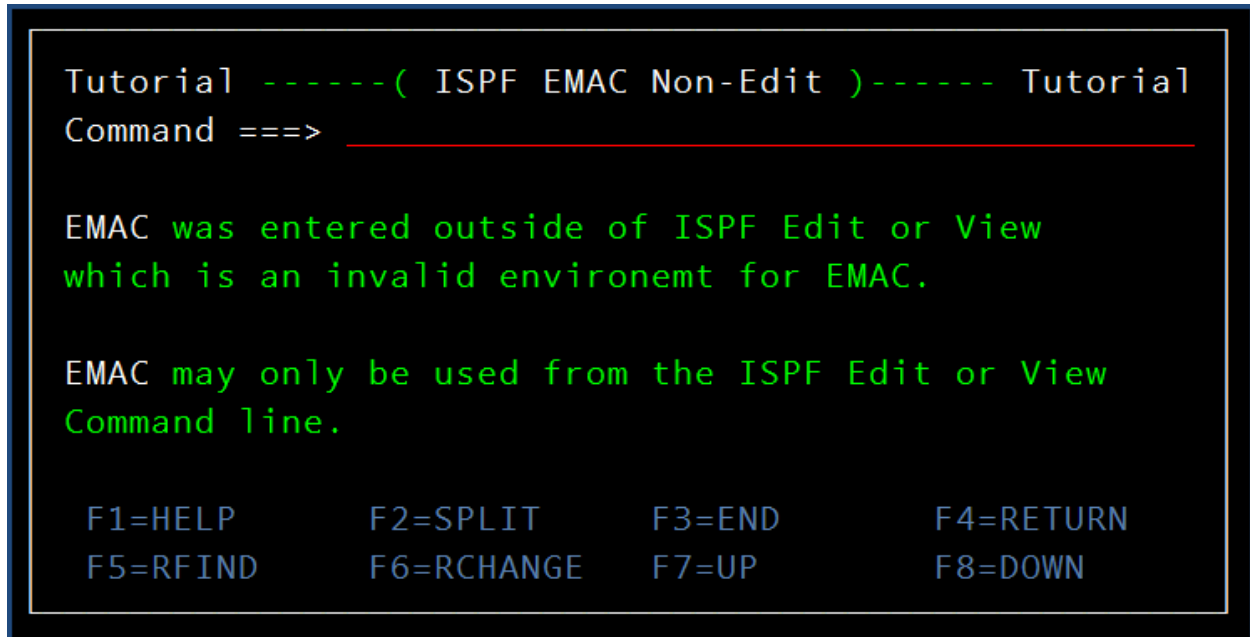 Tutorial ------( ISPF EMAC Non-Edit )------ Tutorial
Command ===>
EMAC was entered outside of ISPF Edit or View
which is an invalid environemt for EMAC.
EMAC may only be used from the ISPF Edit or View
Command line.
F1=HELP F2=SPLIT F3=END F4=RETURN
F5=RFIND F6=RCHANGE F7=UP F8=DOWN